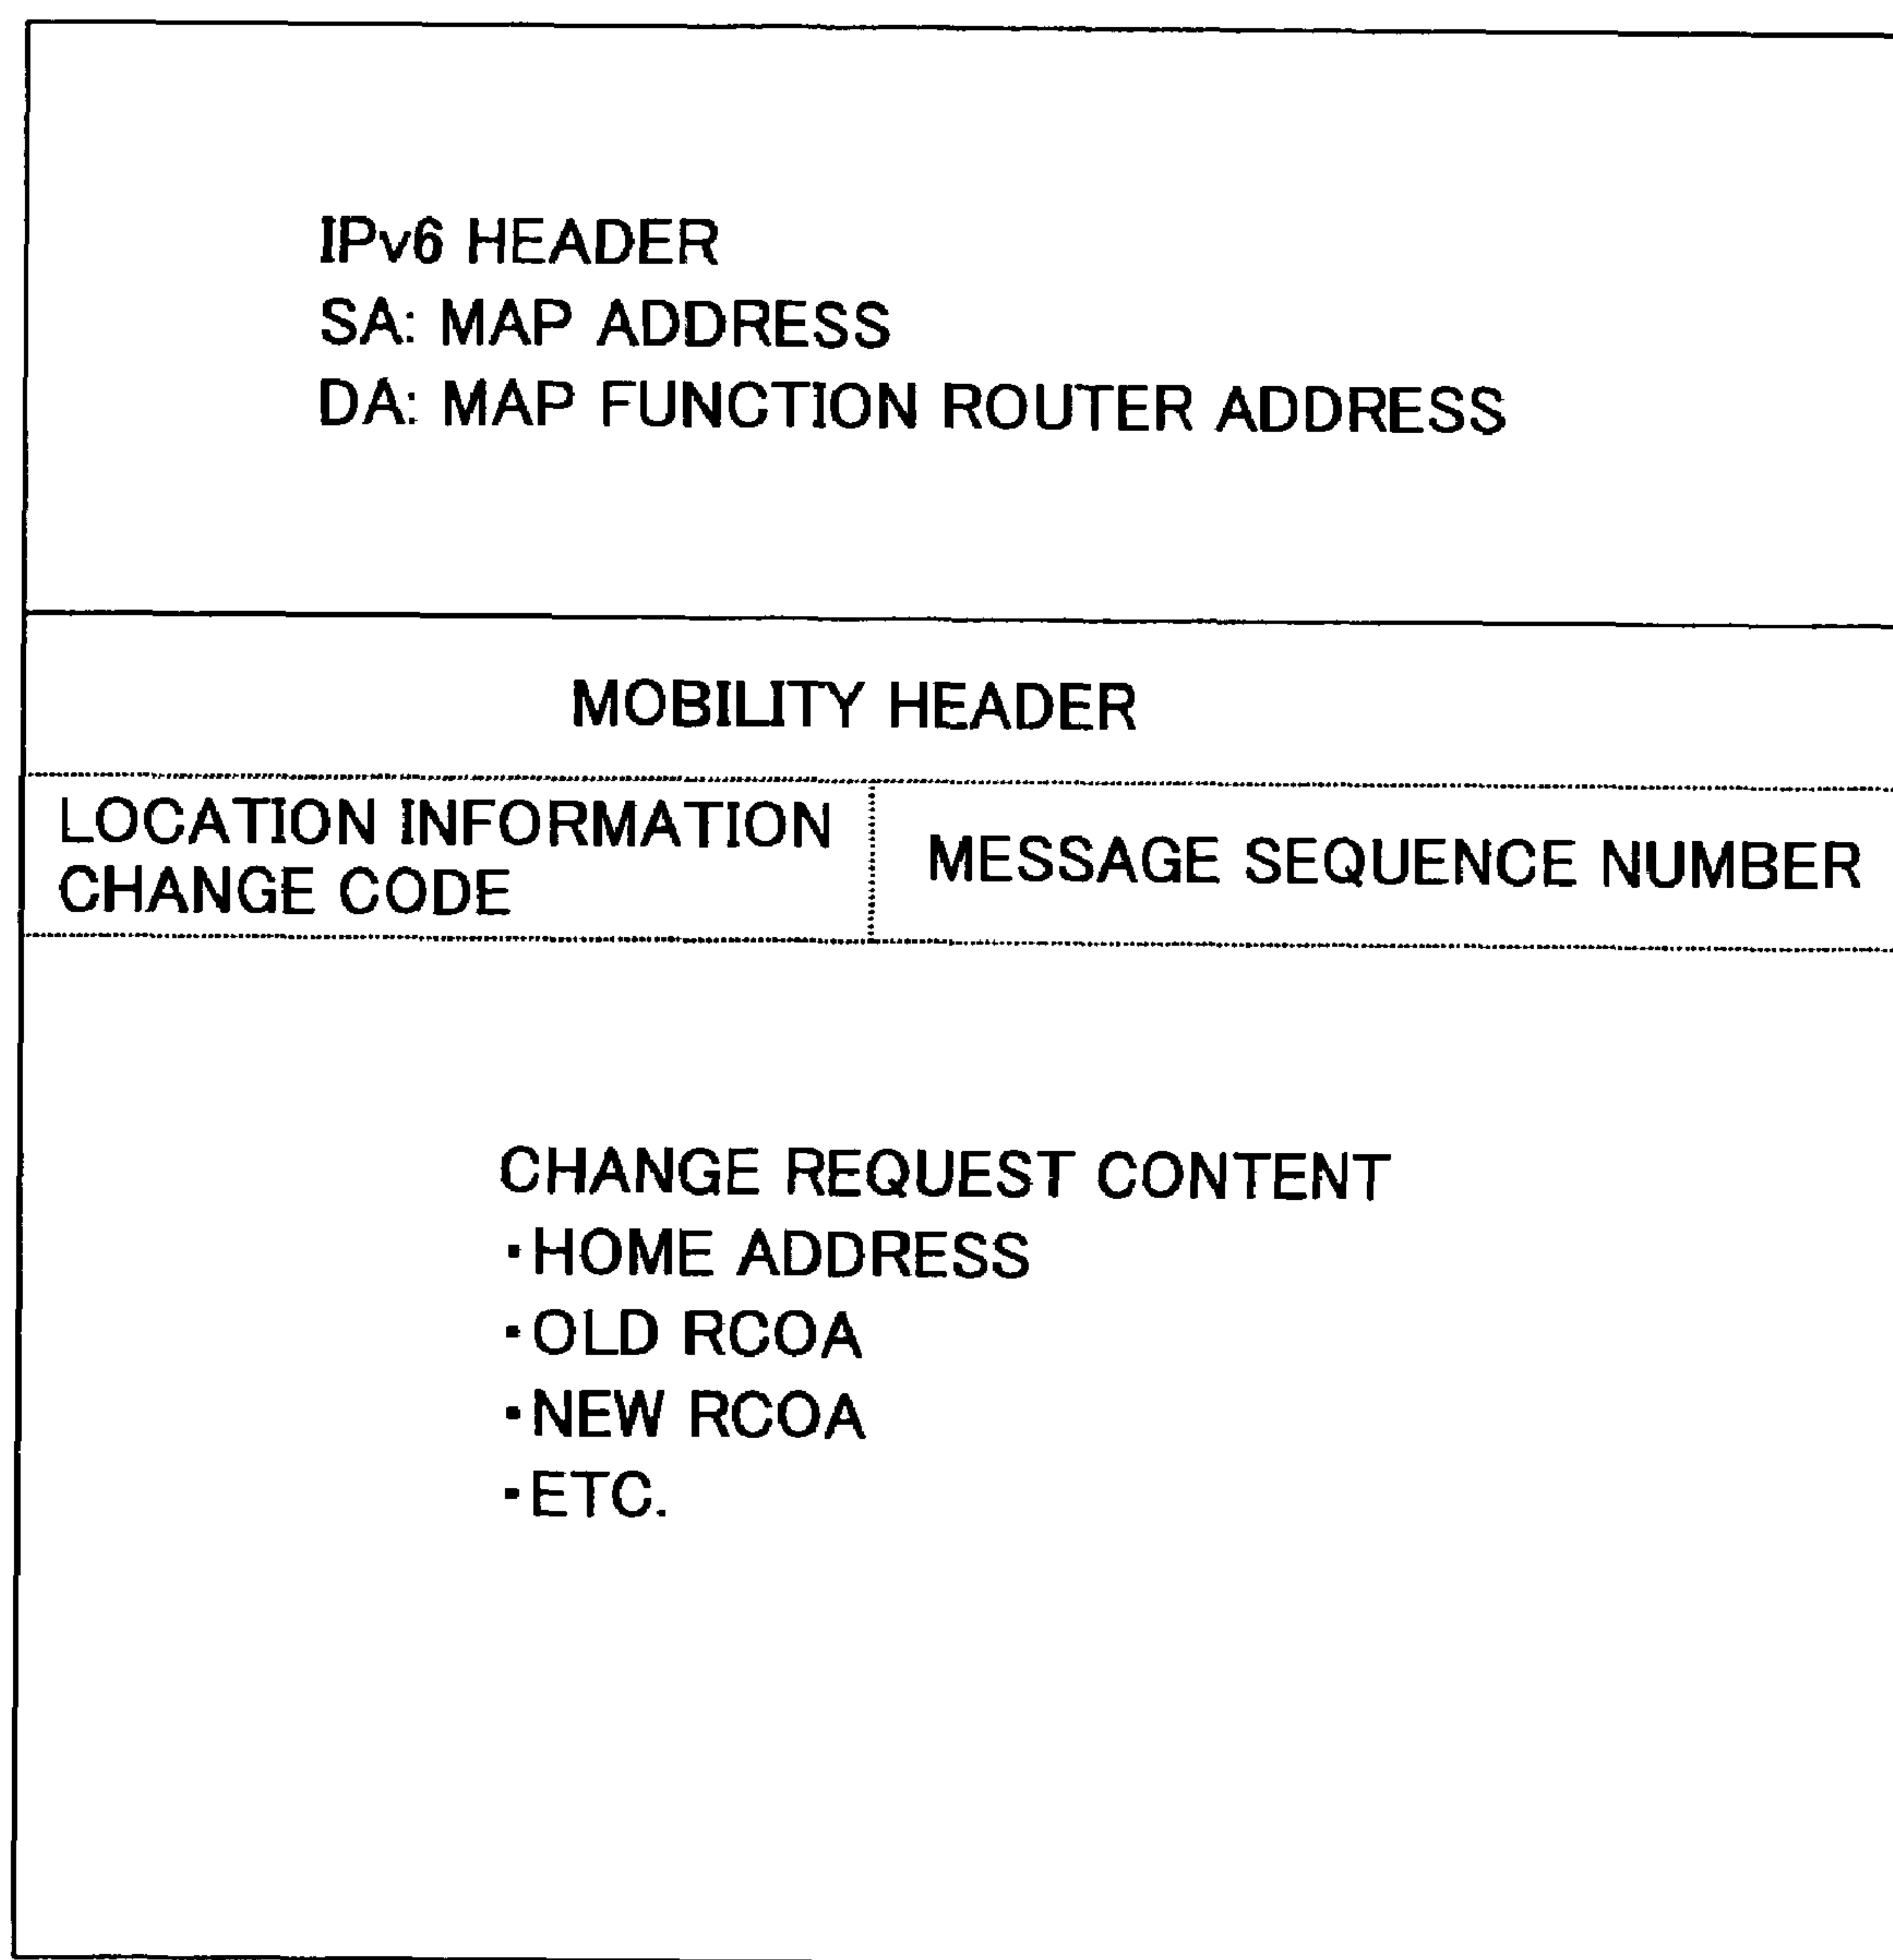 IPv6 HEADER
SA: MAP ADDRESS
DA: MAP FUNCTION ROUTER ADDRESS
MOBILITY HEADER
LOCATION INFORMATION
CHANGE CODE
MESSAGE SEQUENCE NUMBER
CHANGE REQUEST CONTENT
・HOME ADDRESS
・OLD RCOA
・NEW RCOA
・ETC.